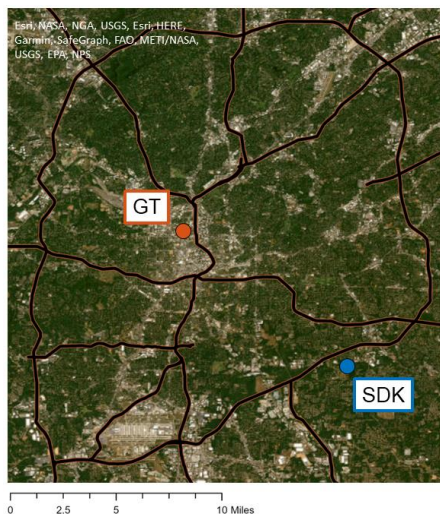 Esri, NASA, NGA, USGS, Esri, HERE,
Garmin, SafeGraph, FAO, METI/NASA,
USGS, EPA, NPS
GT
SDK
0 2.5 5 10 Miles